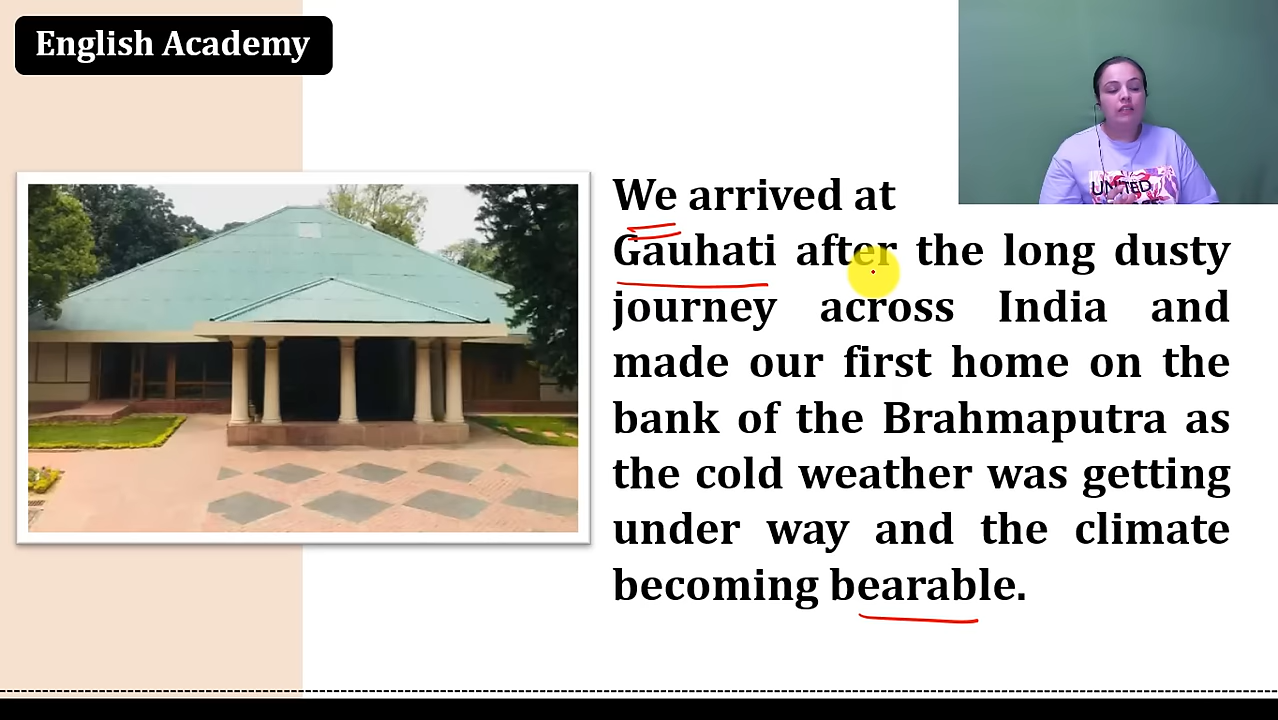 English Academy
UNITED
We arrived at
Gauhati after the long dusty
journey across India and
made our first home on the
bank of the Brahmaputra as
the cold weather was getting
under way and the climate
becoming bearable.